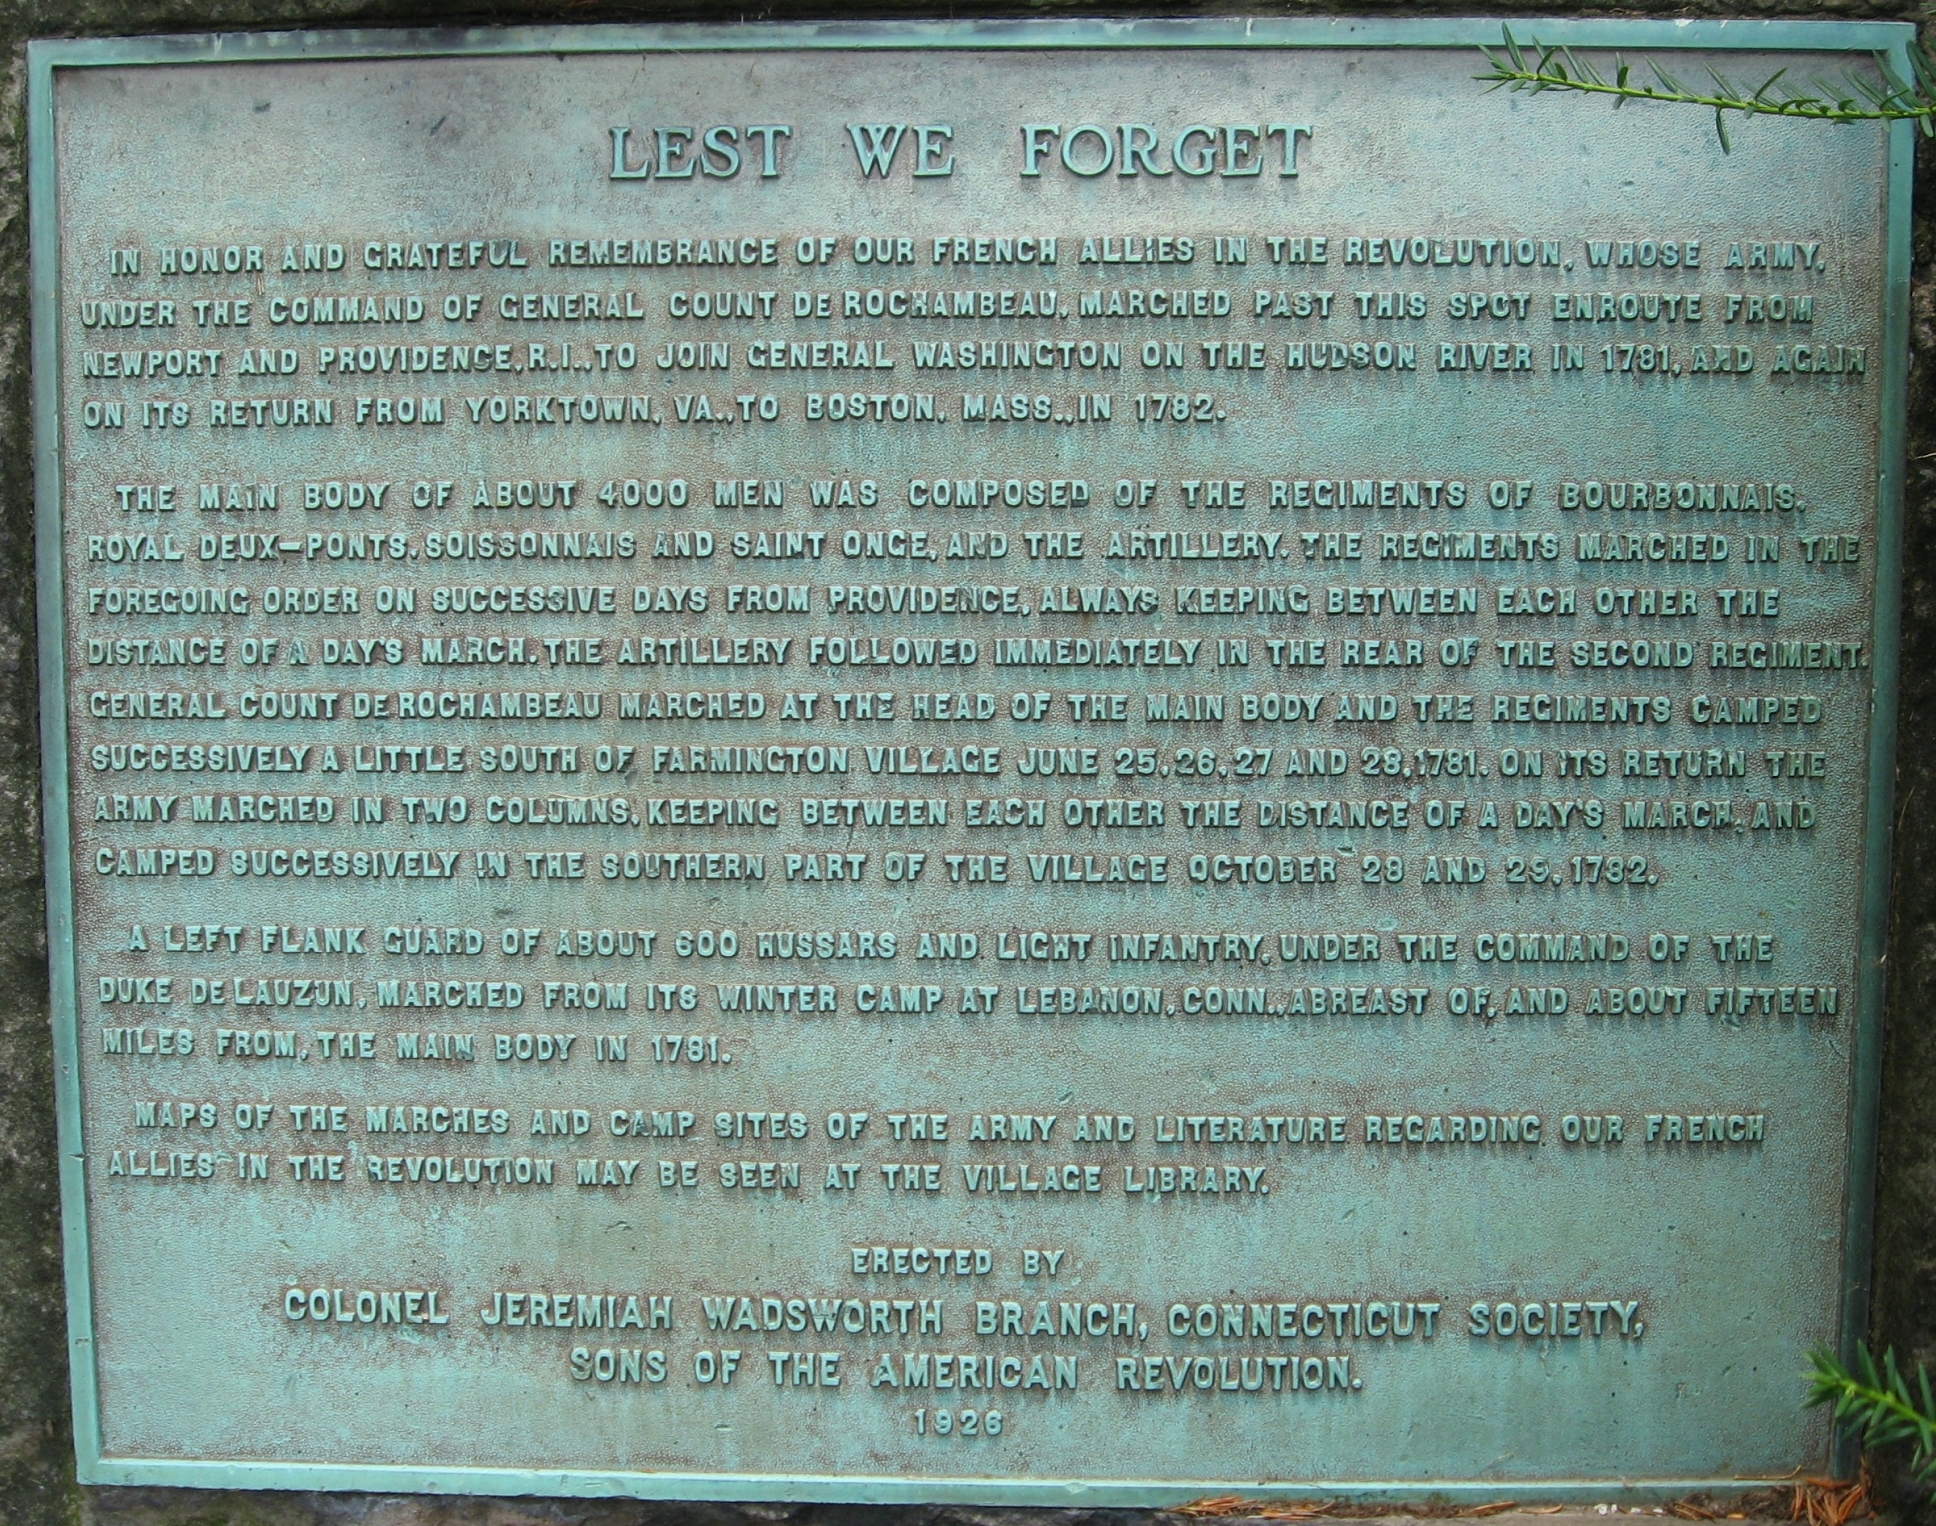 LEST WE FORGET
IN HONOR AND GRATEFUL REMEMBRANCE OF OUR FRENCH ALLIES IN THE REVOLUTION, WHOSE ARMY,
UNDER THE COMMAND OF GENERAL COUNT DE ROCHAMBEAU, MARCHED PAST THIS SPOT ENROUTE FROM
NEWPORT AND PROVIDENCE, R.I., TO JOIN GENERAL WASHINGTON ON THE HUDSON RIVER IN 1781, AND AGAIN
ON ITS RETURN FROM YORKTOWN, VA., TO BOSTON, MASS., IN 1782.
THE MAIN BODY OF ABOUT 4000 MEN WAS COMPOSED OF THE REGIMENTS OF BOURBONNAIS,
ROYAL DEUX-PONTS, SOISSONNAIS AND SAINT ONGE, AND THE ARTILLERY. THE REGIMENTS MARCHED IN THE
FOREGOING ORDER ON SUCCESSIVE DAYS FROM PROVIDENCE, ALWAYS KEEPING BETWEEN EACH OTHER THE
DISTANCE OF A DAY'S MARCH. THE ARTILLERY FOLLOWED IMMEDIATELY IN THE REAR OF THE SECOND REGIMENT.
GENERAL COUNT DE ROCHAMBEAU MARCHED AT THE HEAD OF THE MAIN BODY AND THE REGIMENTS CAMPED
SUCCESSIVELY A LITTLE SOUTH OF FARMINGTON VILLAGE JUNE 25, 26, 27 AND 28, 1781. ON ITS RETURN THE
ARMY MARCHED IN TWO COLUMNS, KEEPING BETWEEN EACH OTHER THE DISTANCE OF A DAY'S MARCH, AND
CAMPED SUCCESSIVELY IN THE SOUTHERN PART OF THE VILLAGE OCTOBER 28 AND 29, 1782.
A LEFT FLANK GUARD OF ABOUT 600 HUSSARS AND LIGHT INFANTRY, UNDER THE COMMAND OF THE
DUKE DE LAUZUN, MARCHED FROM ITS WINTER CAMP AT LEBANON, CONN., ABREAST OF, AND ABOUT FIFTEEN
MILES FROM, THE MAIN BODY IN 1781.
MAPS OF THE MARCHES AND CAMP SITES OF THE ARMY AND LITERATURE REGARDING OUR FRENCH
ALLIES IN THE REVOLUTION MAY BE SEEN AT THE VILLAGE LIBRARY.
ERECTED BY
COLONEL JEREMIAH WADSWORTH BRANCH, CONNECTICUT SOCIETY,
SONS OF THE AMERICAN REVOLUTION.
1926